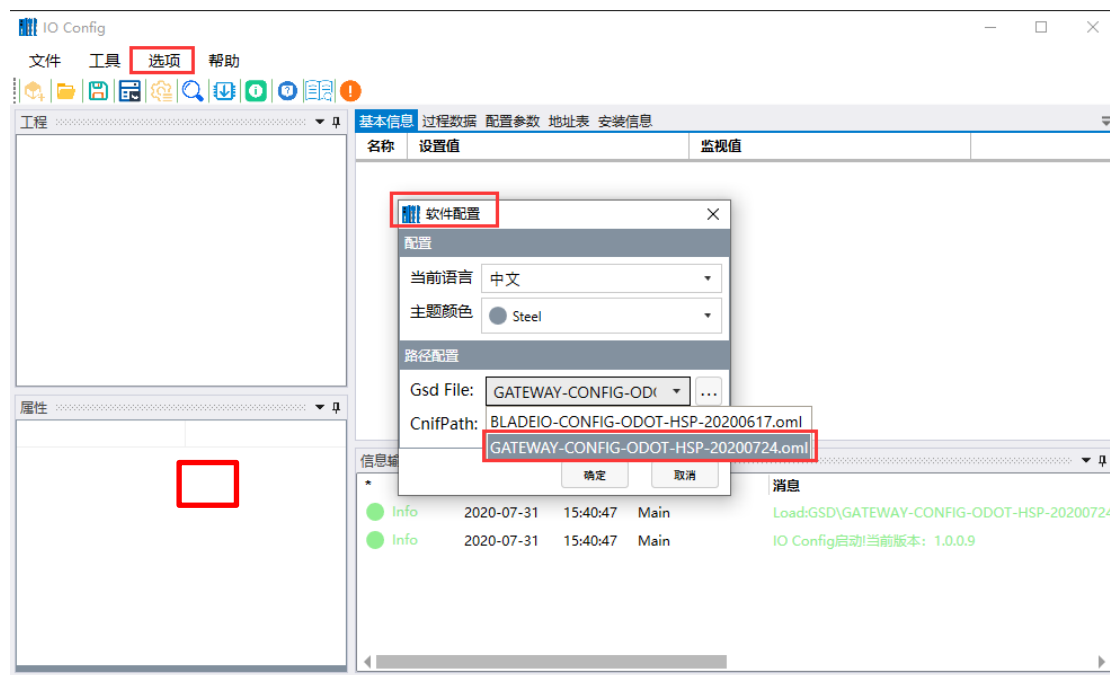 IO Config
文件 工具 选项 帮助
工程
基本信息 过程数据 配置参数 地址表 安装信息
名称 设置值 监视值
软件配置
配置
当前语言 中文
主题颜色 Steel
路径配置
Gsd File: GATEWAY-CONFIG-OD
...
CnifPath:
BLADEIO-CONFIG-ODOT-HSP-20200617.oml
GATEWAY-CONFIG-ODOT-HSP-20200724.oml
确定 取消
属性
信息输
* 消息
Info 2020-07-31 15:40:47 Main Load:GSD\GATEWAY-CONFIG-ODOT-HSP-20200724
Info 2020-07-31 15:40:47 Main IO Config启动!当前版本：1.0.0.9